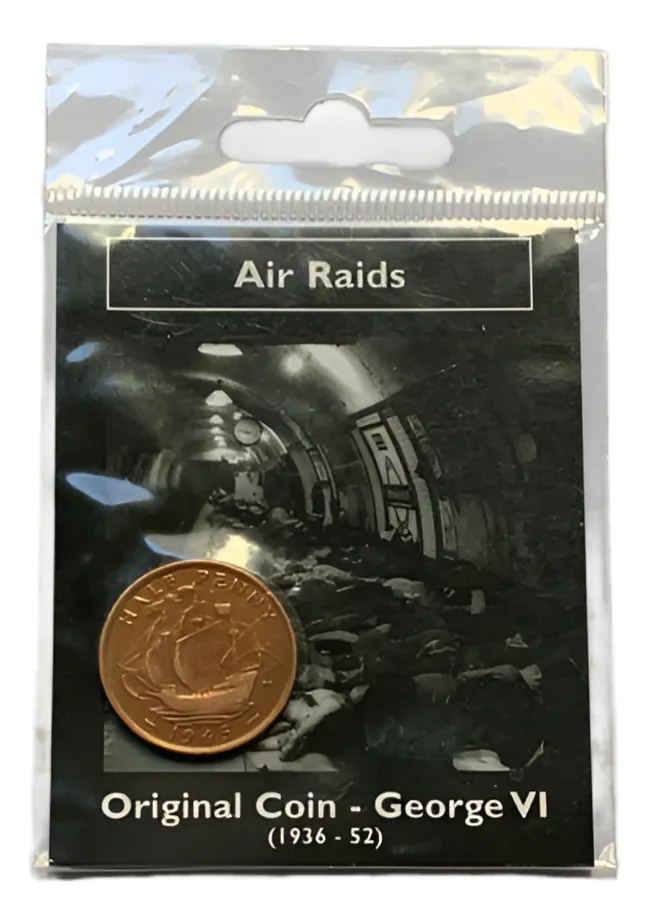 Air Raids
HALF PENNY
Original Coin - George VI
(1936 - 52)